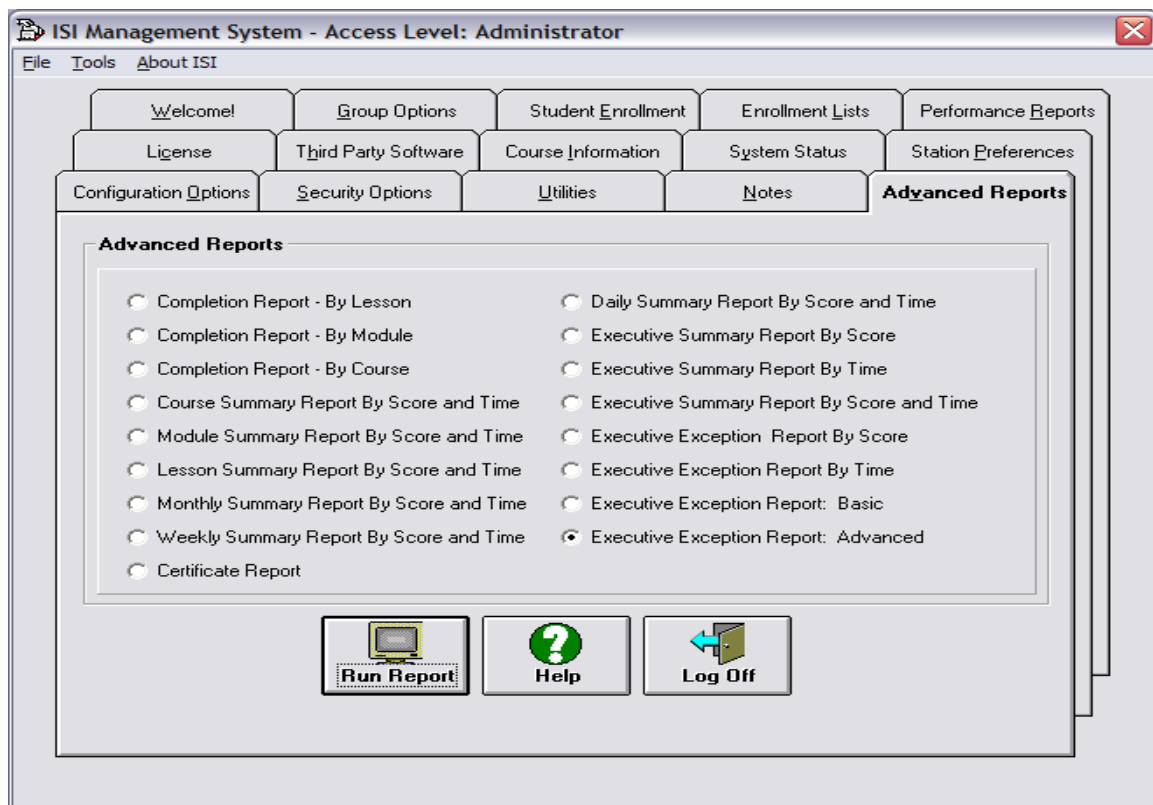 ISI Management System - Access Level: Administrator
File Tools About ISI
Welcome! Group Options Student Enrollment Enrollment Lists Performance Reports
License Third Party Software Course Information System Status Station Preferences
Configuration Options Security Options Utilities Notes Advanced Reports
Advanced Reports
Completion Report - By Lesson
Completion Report - By Module
Completion Report - By Course
Course Summary Report By Score and Time
Module Summary Report By Score and Time
Lesson Summary Report By Score and Time
Monthly Summary Report By Score and Time
Weekly Summary Report By Score and Time
Certificate Report
Daily Summary Report By Score and Time
Executive Summary Report By Score
Executive Summary Report By Time
Executive Summary Report By Score and Time
Executive Exception  Report By Score
Executive Exception Report By Time
Executive Exception Report:  Basic
Executive Exception Report:  Advanced
Run Report Help Log Off